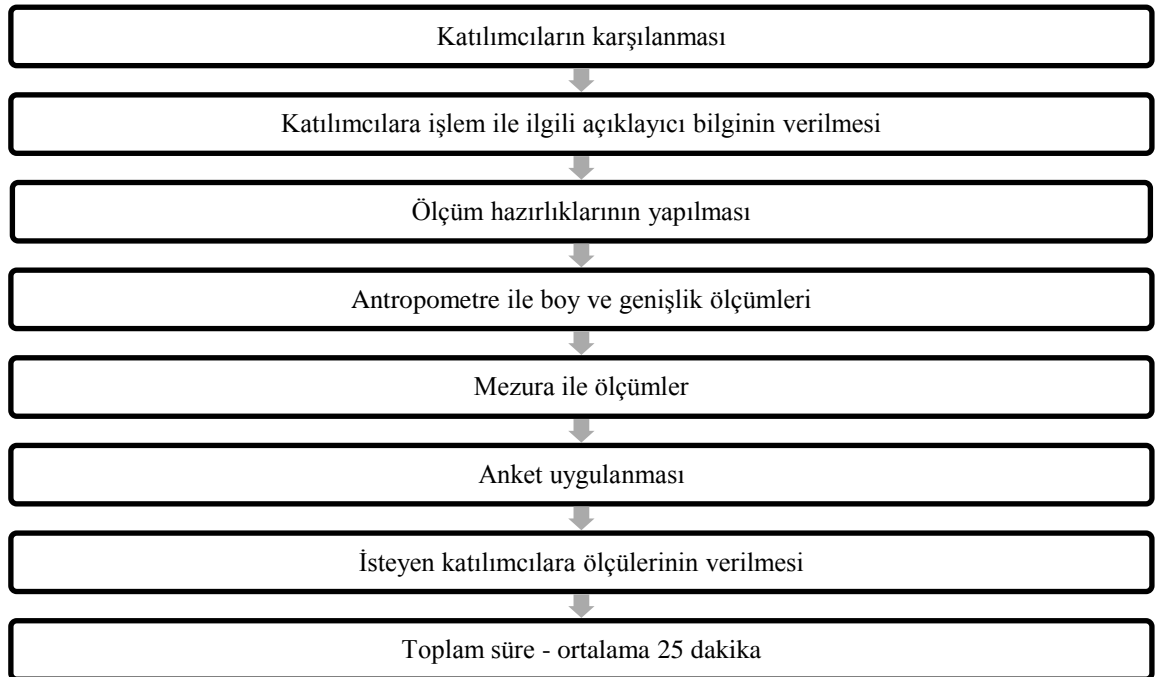 Katılımcıların karşılanması
Katılımcılara işlem ile ilgili açıklayıcı bilginin verilmesi
Ölçüm hazırlıklarının yapılması
Antropometre ile boy ve genişlik ölçümleri
Mezura ile ölçümler
Anket uygulanması
İsteyen katılımcılara ölçülerinin verilmesi
Toplam süre - ortalama 25 dakika